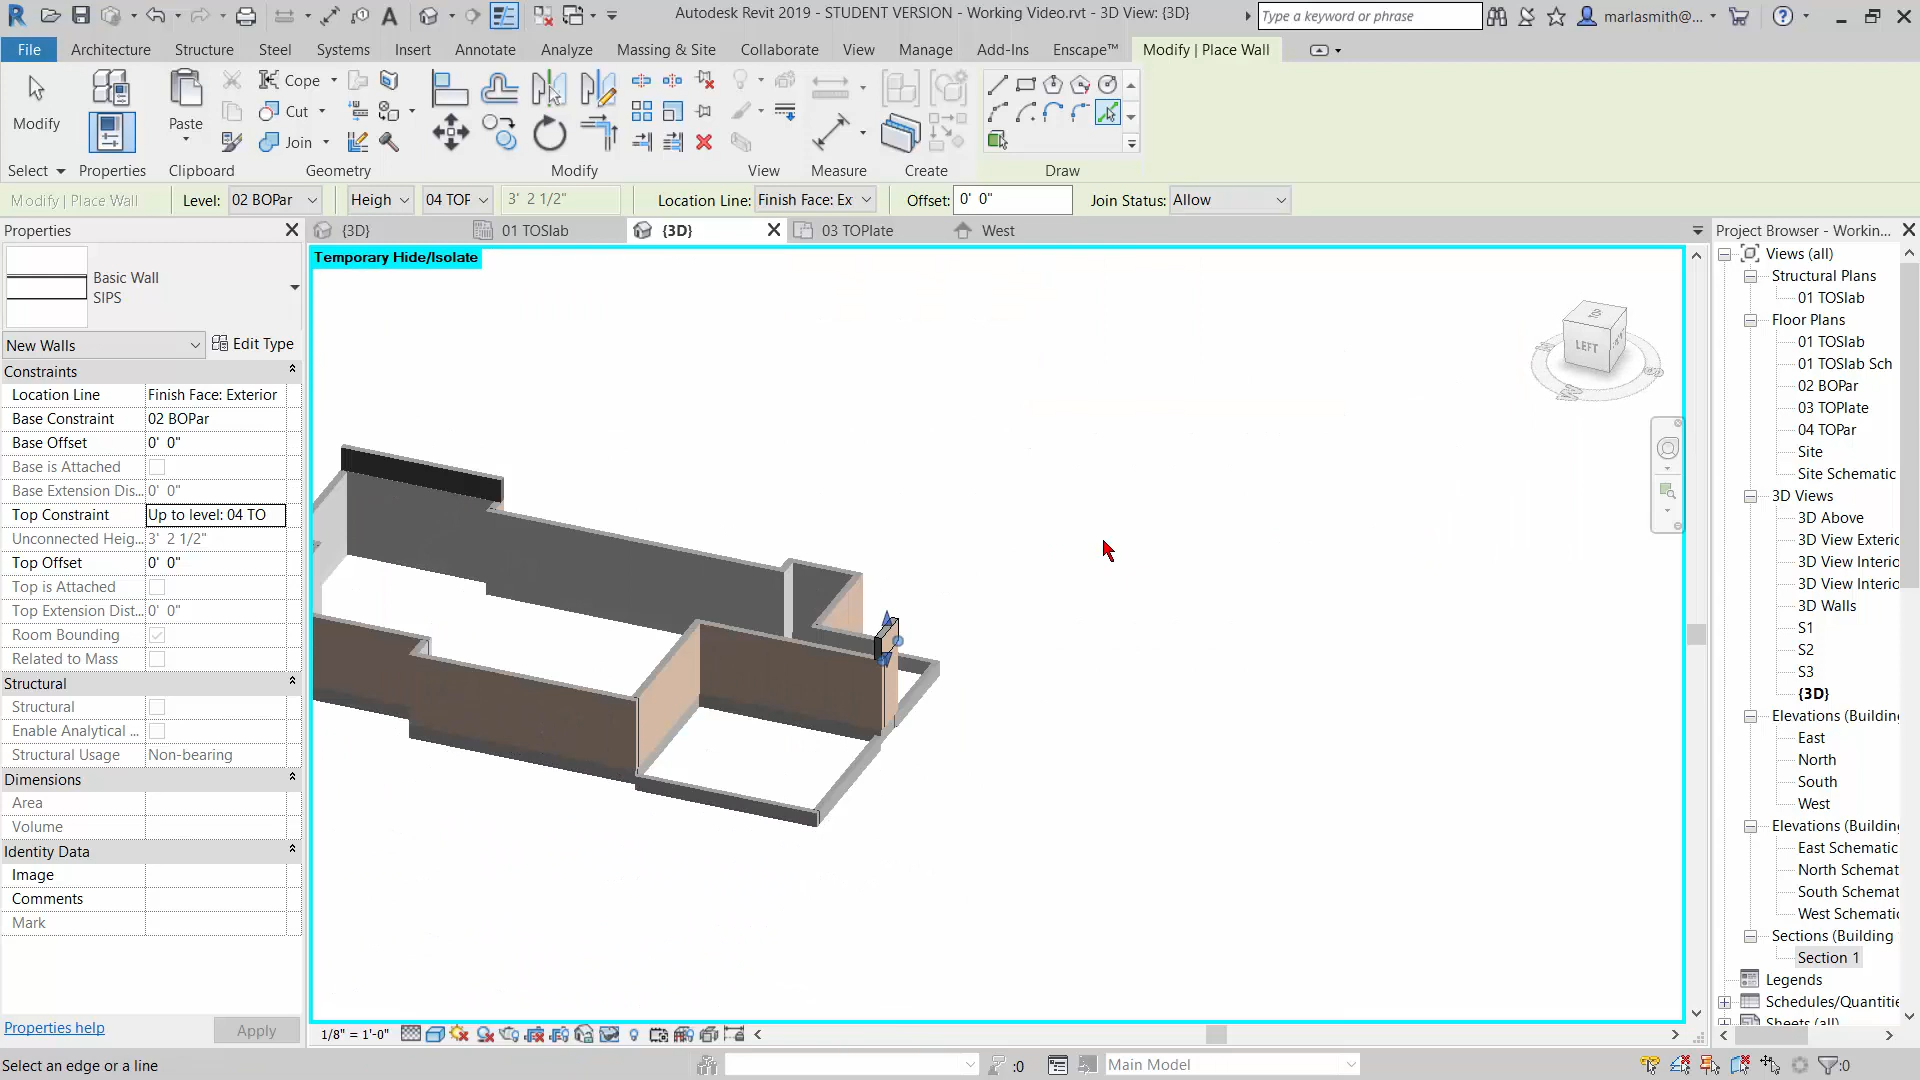 Autodesk Revit 2019 - STUDENT VERSION - Working Video.rvt - 3D View: {3D}
Type a keyword or phrase
marlasmith@...
File Architecture Structure Steel Systems Insert Annotate Analyze Massing & Site Collaborate View Manage Add-Ins Enscape™ Modify | Place Wall
Modify
Paste
Cope
Cut
Join
Select Properties Clipboard Geometry Modify View Measure Create Draw
Modify | Place Wall Level: 02 BOPar Heigh 04 TOF 3' 2 1/2" Location Line: Finish Face: Ex Offset: 0' 0" Join Status: Allow
Properties
{3D} 01 TOSlab {3D} 03 TOPlate West
Project Browser - Workin...
Temporary Hide/Isolate
Basic Wall
SIPS
New Walls Edit Type
Constraints
Location Line Finish Face: Exterior
Base Constraint 02 BOPar
Base Offset 0' 0"
Base is Attached
Base Extension Dis... 0' 0"
Top Constraint Up to level: 04 TO
Unconnected Heig... 3' 2 1/2"
Top Offset 0' 0"
Top is Attached
Top Extension Dist... 0' 0"
Room Bounding
Related to Mass
Structural
Structural
Enable Analytical ...
Structural Usage Non-bearing
Dimensions
Area
Volume
Identity Data
Image
Comments
Mark
Properties help Apply
LEFT
Views (all)
Structural Plans
01 TOSlab
Floor Plans
01 TOSlab
01 TOSlab Sch
02 BOPar
03 TOPlate
04 TOPar
Site
Site Schematic
3D Views
3D Above
3D View Exteric
3D View Interic
3D View Interic
3D Walls
S1
S2
S3
{3D}
Elevations (Building
East
North
South
West
Elevations (Building
East Schematic
North Schemat
South Schemat
West Schematic
Sections (Building
Section 1
Legends
Schedules/Quantitie
Sheets (all)
1/8" = 1'-0"
Select an edge or a line
:0
Main Model
:0